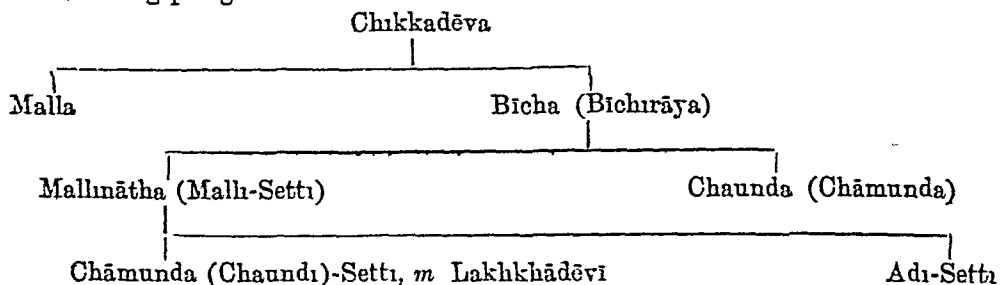 Chikkadēva
Malla Bīcha (Bīchirāya)
Mallinātha (Malli-Setti) Chaunda (Chāmunda)
Chāmunda (Chaundi)-Setti, m Lakhkhādēvī Adi-Setti